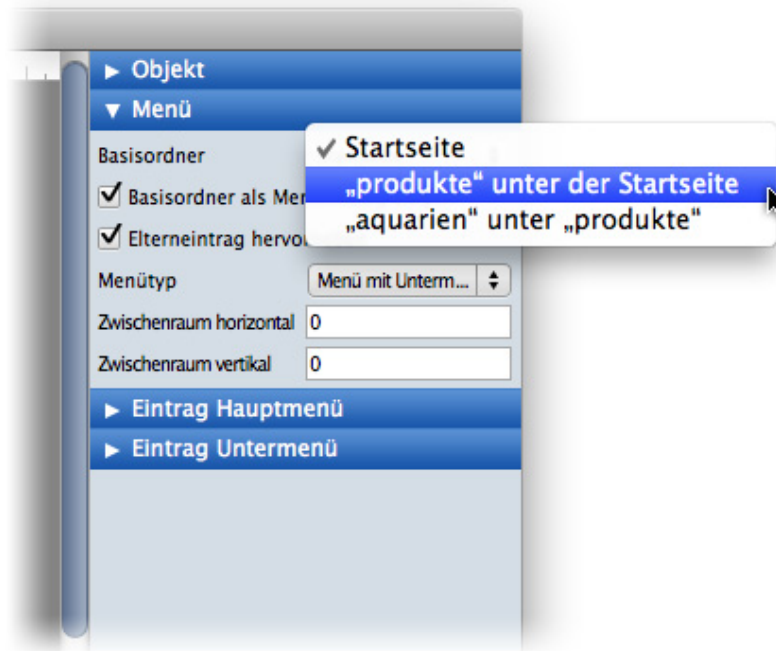 ▶ Objekt
▼ Menü
Basisordner
✓ Startseite
„produkte“ unter der Startseite
„aquarien“ unter „produkte“
Basisordner als Me
Elterneintrag hervo
Menütyp Menü mit Unterm...
Zwischenraum horizontal 0
Zwischenraum vertikal 0
▶ Eintrag Hauptmenü
▶ Eintrag Untermenü